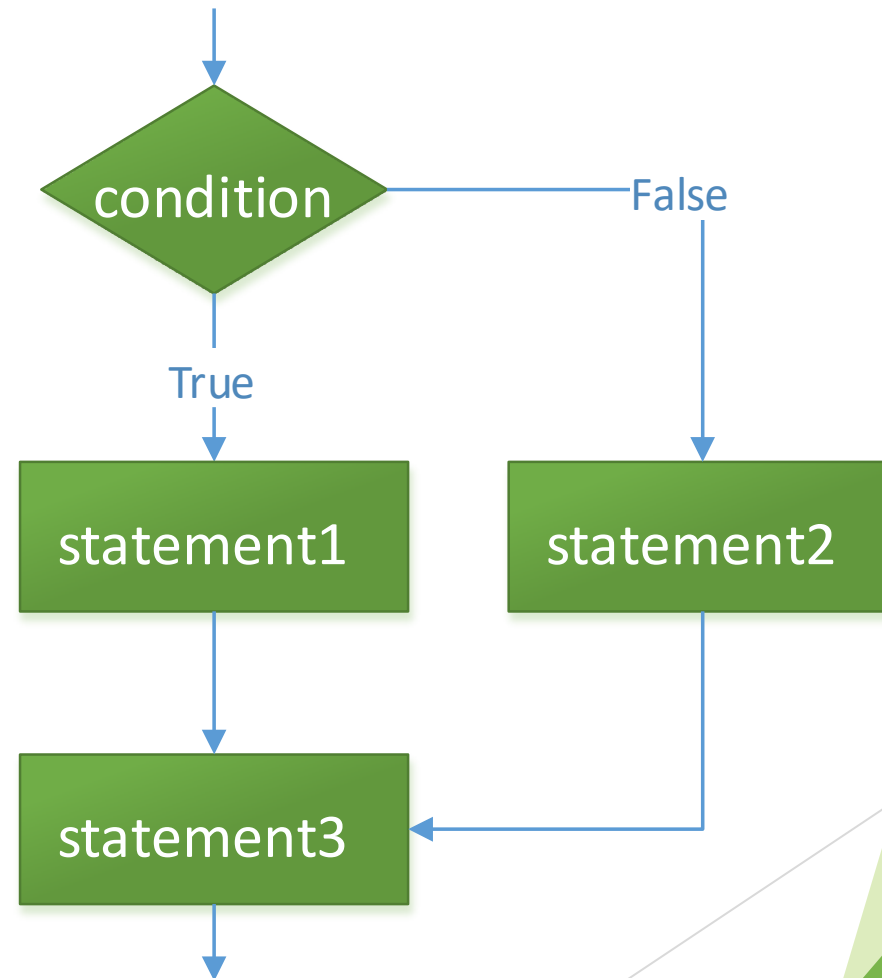 condition
False
True
statement1
statement2
statement3